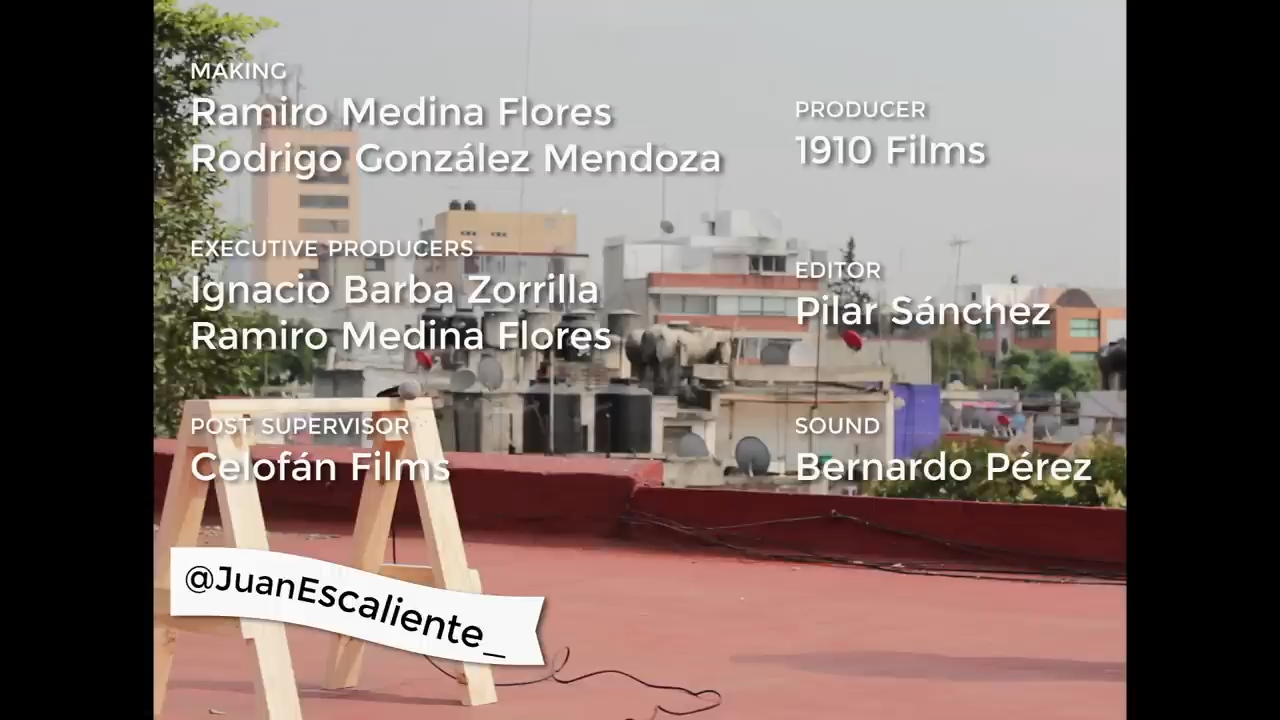 MAKING
Ramiro Medina Flores
Rodrigo González Mendoza
EXECUTIVE PRODUCERS
Ignacio Barba Zorrilla
Ramiro Medina Flores
POST SUPERVISOR
Celofán Films
PRODUCER
1910 Films
EDITOR
Pilar Sánchez
SOUND
Bernardo Pérez
@JuanEscaliente_